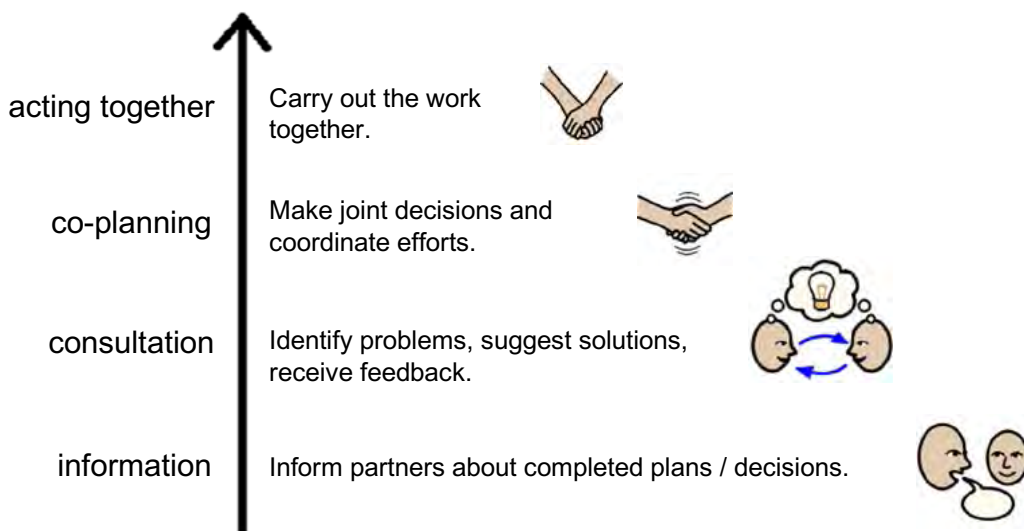 acting together
Carry out the work
together.
co-planning
Make joint decisions and
coordinate efforts.
consultation
Identify problems, suggest solutions,
receive feedback.
information
Inform partners about completed plans / decisions.